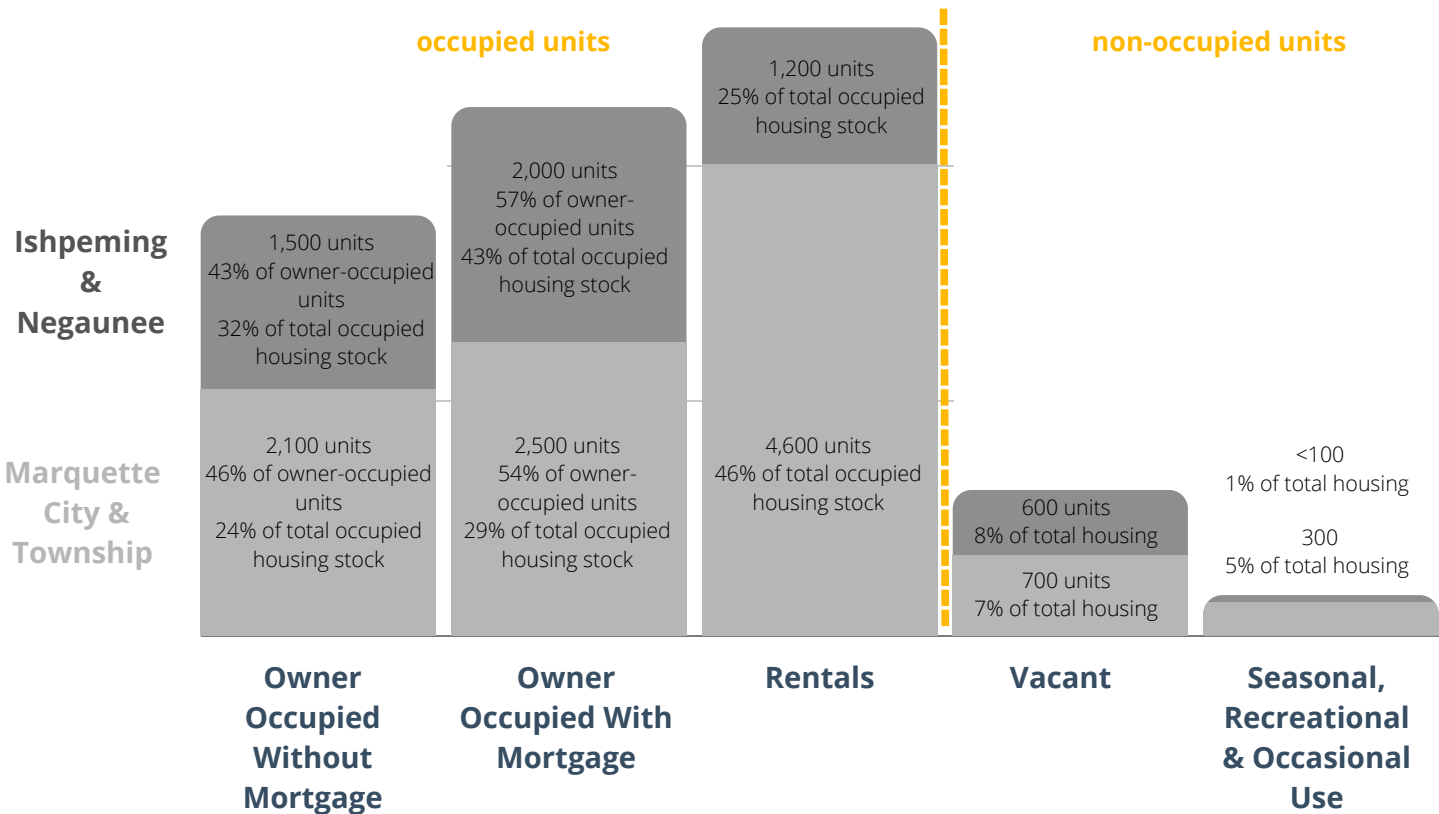 occupied units
non-occupied units
Ishpeming
&
Negaunee
Marquette
City &
Township
1,500 units
43% of owner-occupied
units
32% of total occupied
housing stock
2,100 units
46% of owner-occupied
units
24% of total occupied
housing stock
2,000 units
57% of owner-
occupied units
43% of total occupied
housing stock
2,500 units
54% of owner-
occupied units
29% of total occupied
housing stock
1,200 units
25% of total occupied
housing stock
4,600 units
46% of total occupied
housing stock
600 units
8% of total housing
700 units
7% of total housing
<100
1% of total housing
300
5% of total housing
Owner
Occupied
Without
Mortgage
Owner
Occupied With
Mortgage
Rentals
Vacant
Seasonal,
Recreational
& Occasional
Use